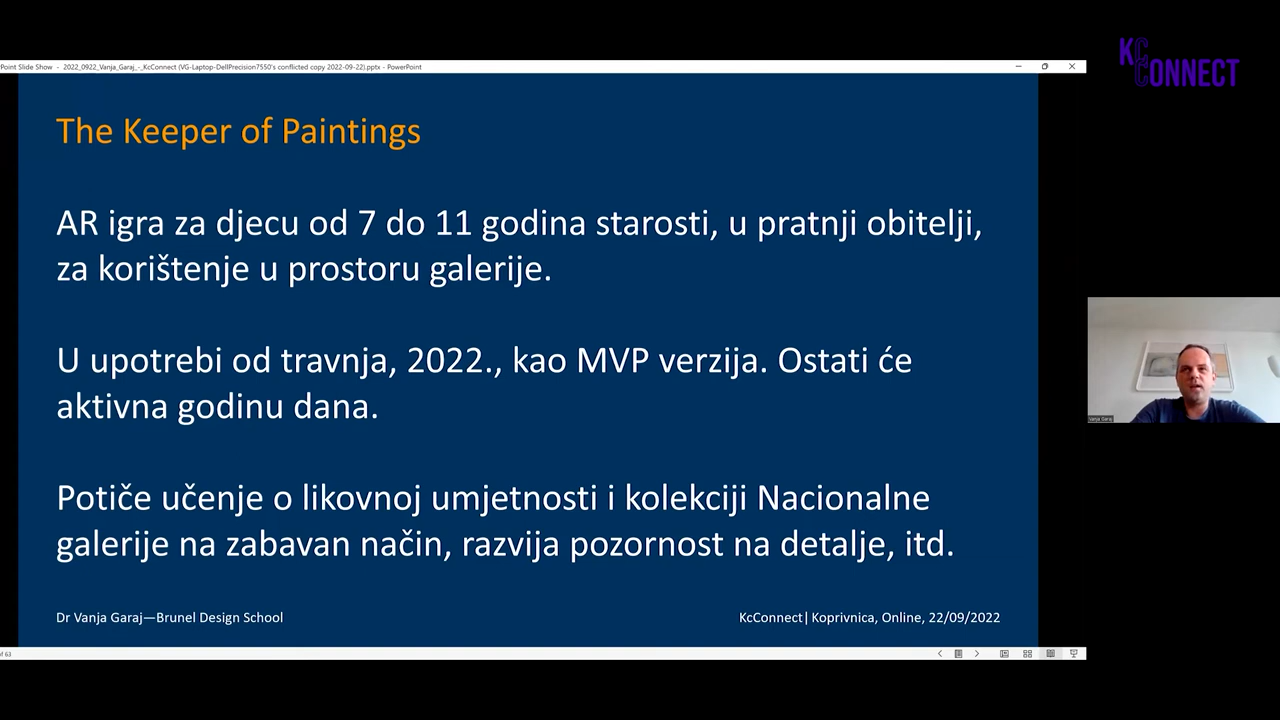 KC CONNECT
Point Slide Show - 2022_0922_Vanja_Garaj_-_KcConnect (VG-Laptop-DellPrecision7550's conflicted copy 2022-09-22).pptx - PowerPoint
The Keeper of Paintings
AR igra za djecu od 7 do 11 godina starosti, u pratnji obitelji,
za korištenje u prostoru galerije.
U upotrebi od travnja, 2022., kao MVP verzija. Ostati će
aktivna godinu dana.
Potiče učenje o likovnoj umjetnosti i kolekciji Nacionalne
galerije na zabavan način, razvija pozornost na detalje, itd.
Dr Vanja Garaj—Brunel Design School
KcConnect| Koprivnica, Online, 22/09/2022
of 63
Vanja Garaj